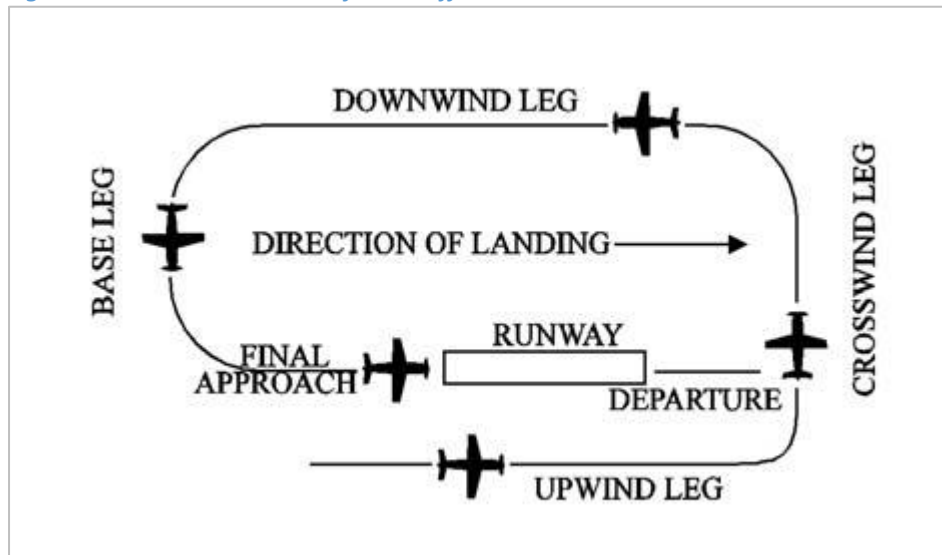 DOWNWIND LEG
BASE LEG
CROSSWIND LEG
DIRECTION OF LANDING
RUNWAY
FINAL
APPROACH
DEPARTURE
UPWIND LEG